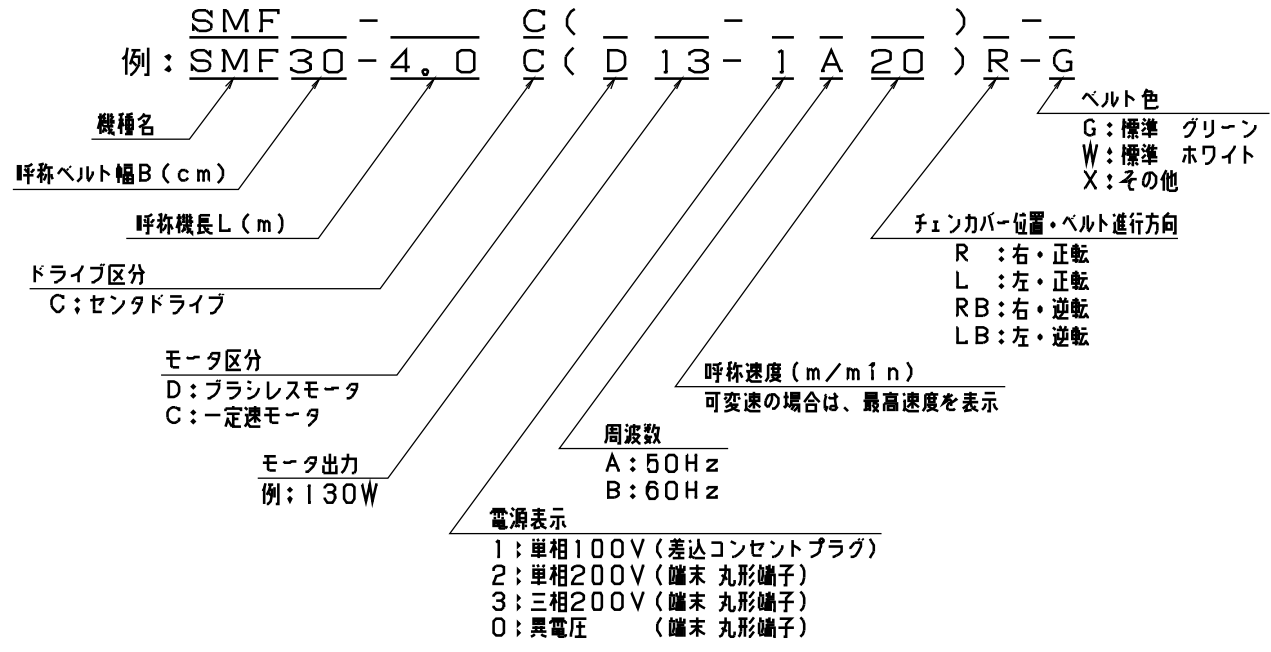 SMF - C( - ) -
例:SMF30-4.0 C(D13-1A20)R-G
機種名
呼称ベルト幅B(cm)
呼称機長L(m)
ドライブ区分
C:センタドライブ
モータ区分
D:ブラシレスモータ
C:一定速モータ
モータ出力
例:130W
電源表示
1:単相100V(差込コンセントプラグ)
2:単相200V(端末 丸形端子)
3:三相200V(端末 丸形端子)
0:異電圧 (端末 丸形端子)
周波数
A:50Hz
B:60Hz
呼称速度(m/min)
可変速の場合は、最高速度を表示
チェンカバー位置・ベルト進行方向
R :右・正転
L :左・正転
RB:右・逆転
LB:左・逆転
ベルト色
G:標準 グリーン
W:標準 ホワイト
X:その他